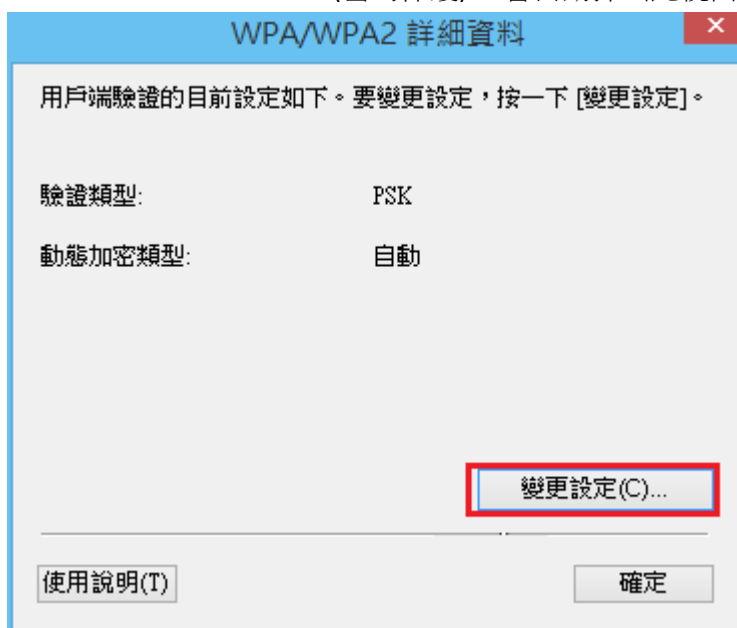 WPA/WPA2 詳細資料
用戶端驗證的目前設定如下。要變更設定，按一下 [變更設定]。
驗證類型: PSK
動態加密類型: 自動
變更設定(C)...
使用說明(T) 確定